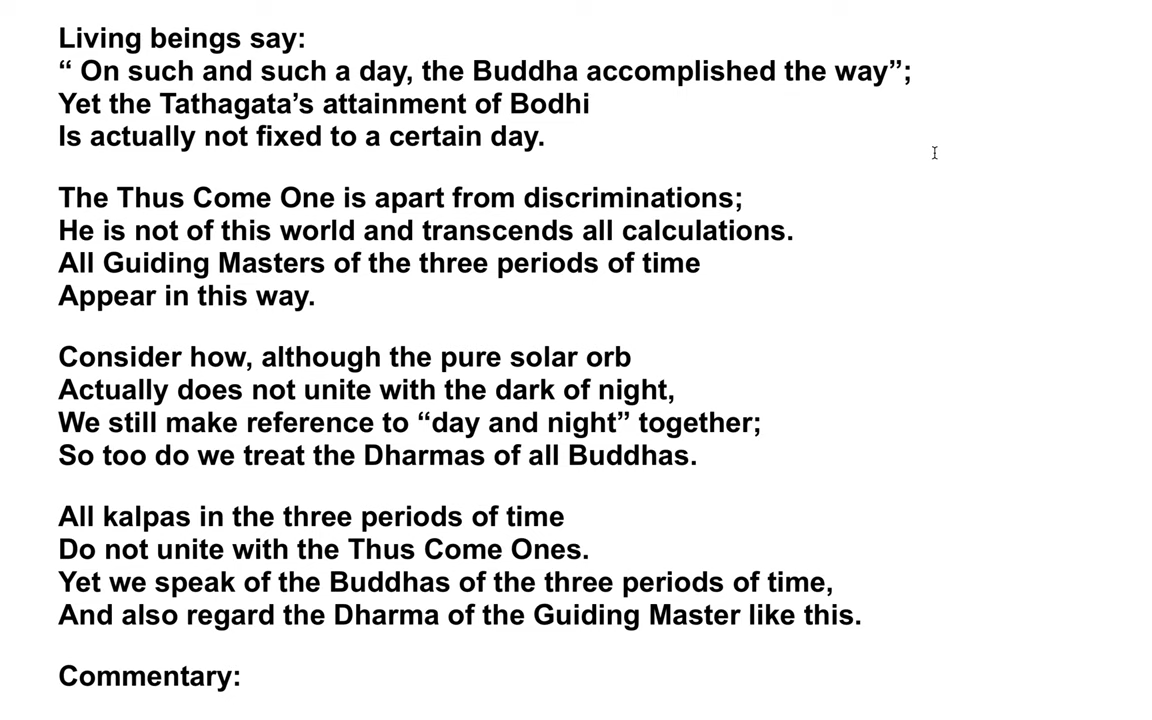 Living beings say:
“ On such and such a day, the Buddha accomplished the way”;
Yet the Tathagata’s attainment of Bodhi
Is actually not fixed to a certain day.
The Thus Come One is apart from discriminations;
He is not of this world and transcends all calculations.
All Guiding Masters of the three periods of time
Appear in this way.
Consider how, although the pure solar orb
Actually does not unite with the dark of night,
We still make reference to “day and night” together;
So too do we treat the Dharmas of all Buddhas.
All kalpas in the three periods of time
Do not unite with the Thus Come Ones.
Yet we speak of the Buddhas of the three periods of time,
And also regard the Dharma of the Guiding Master like this.
Commentary: